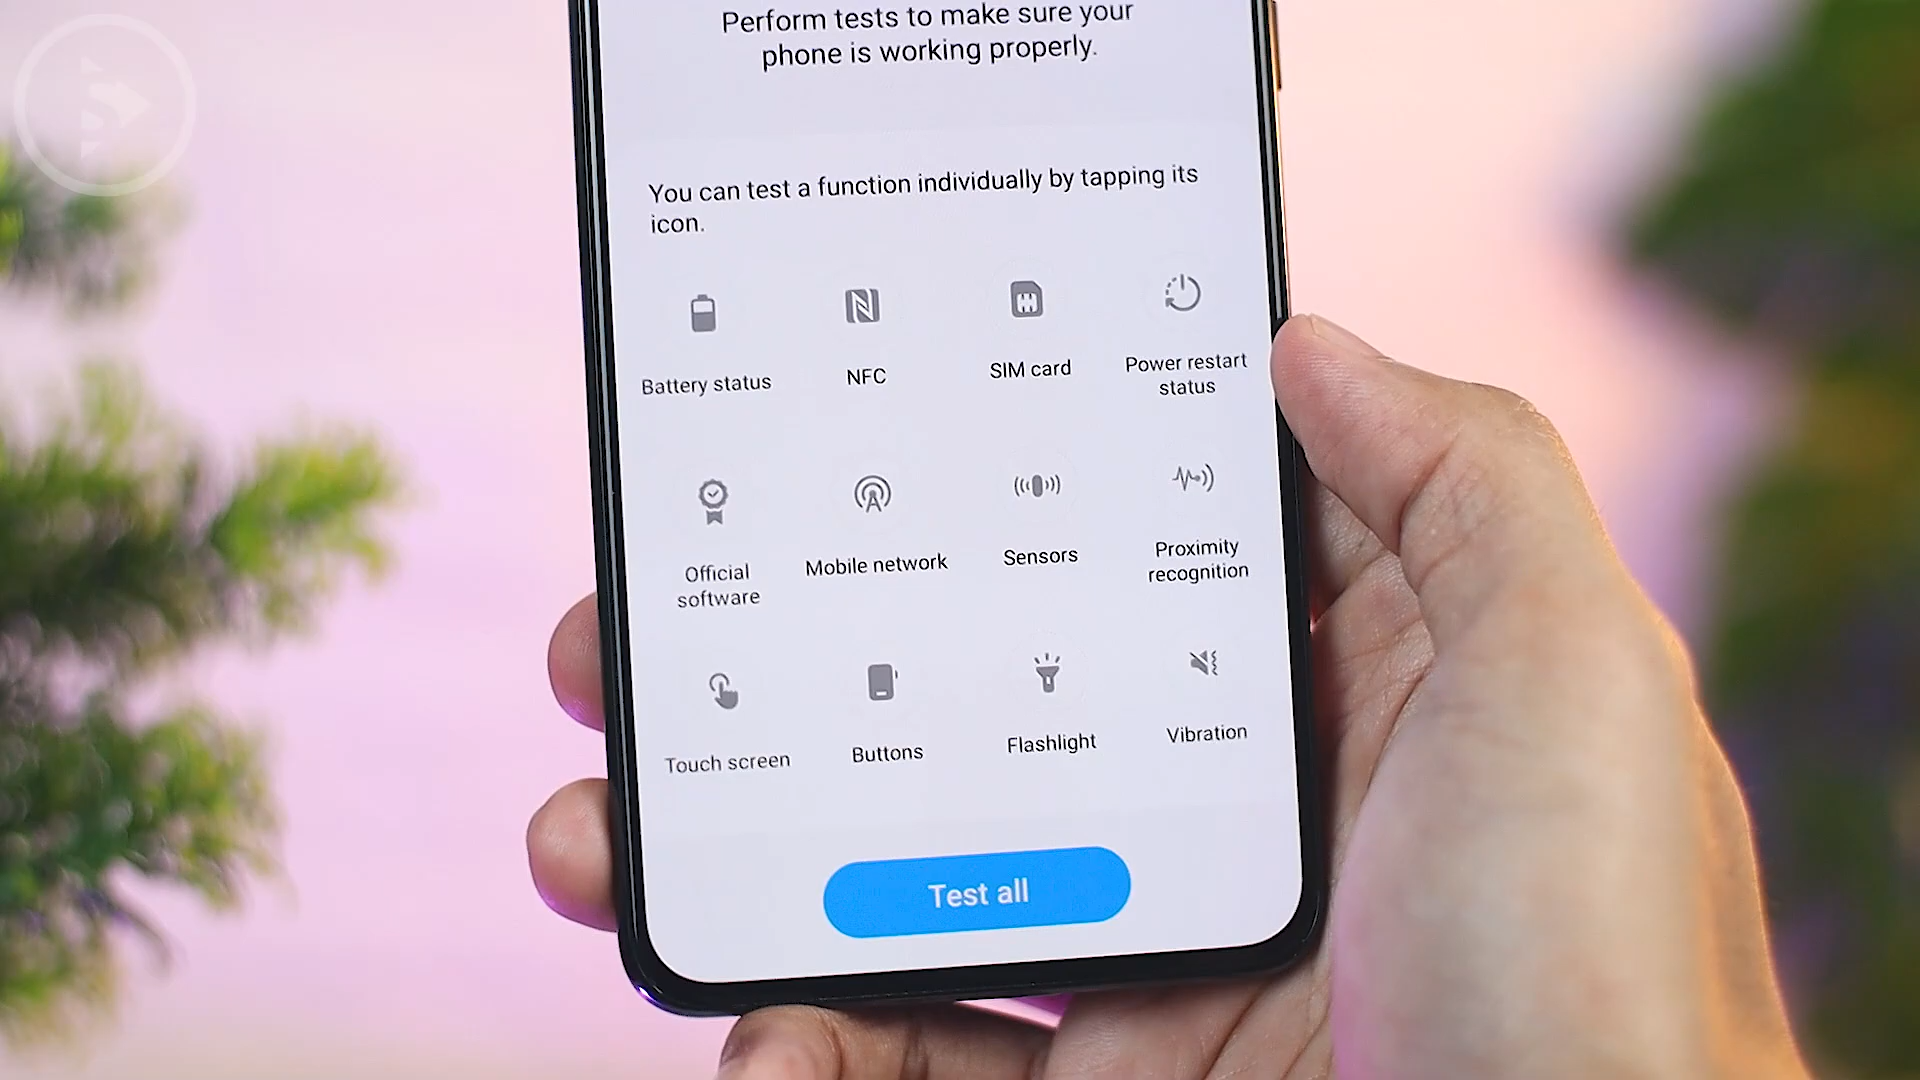 Perform tests to make sure your
phone is working properly.
You can test a function individually by tapping its
icon.
Battery status
NFC
SIM card
Power restart
status
Official
software
Mobile network
Sensors
Proximity
recognition
Touch screen
Buttons
Flashlight
Vibration
Test all